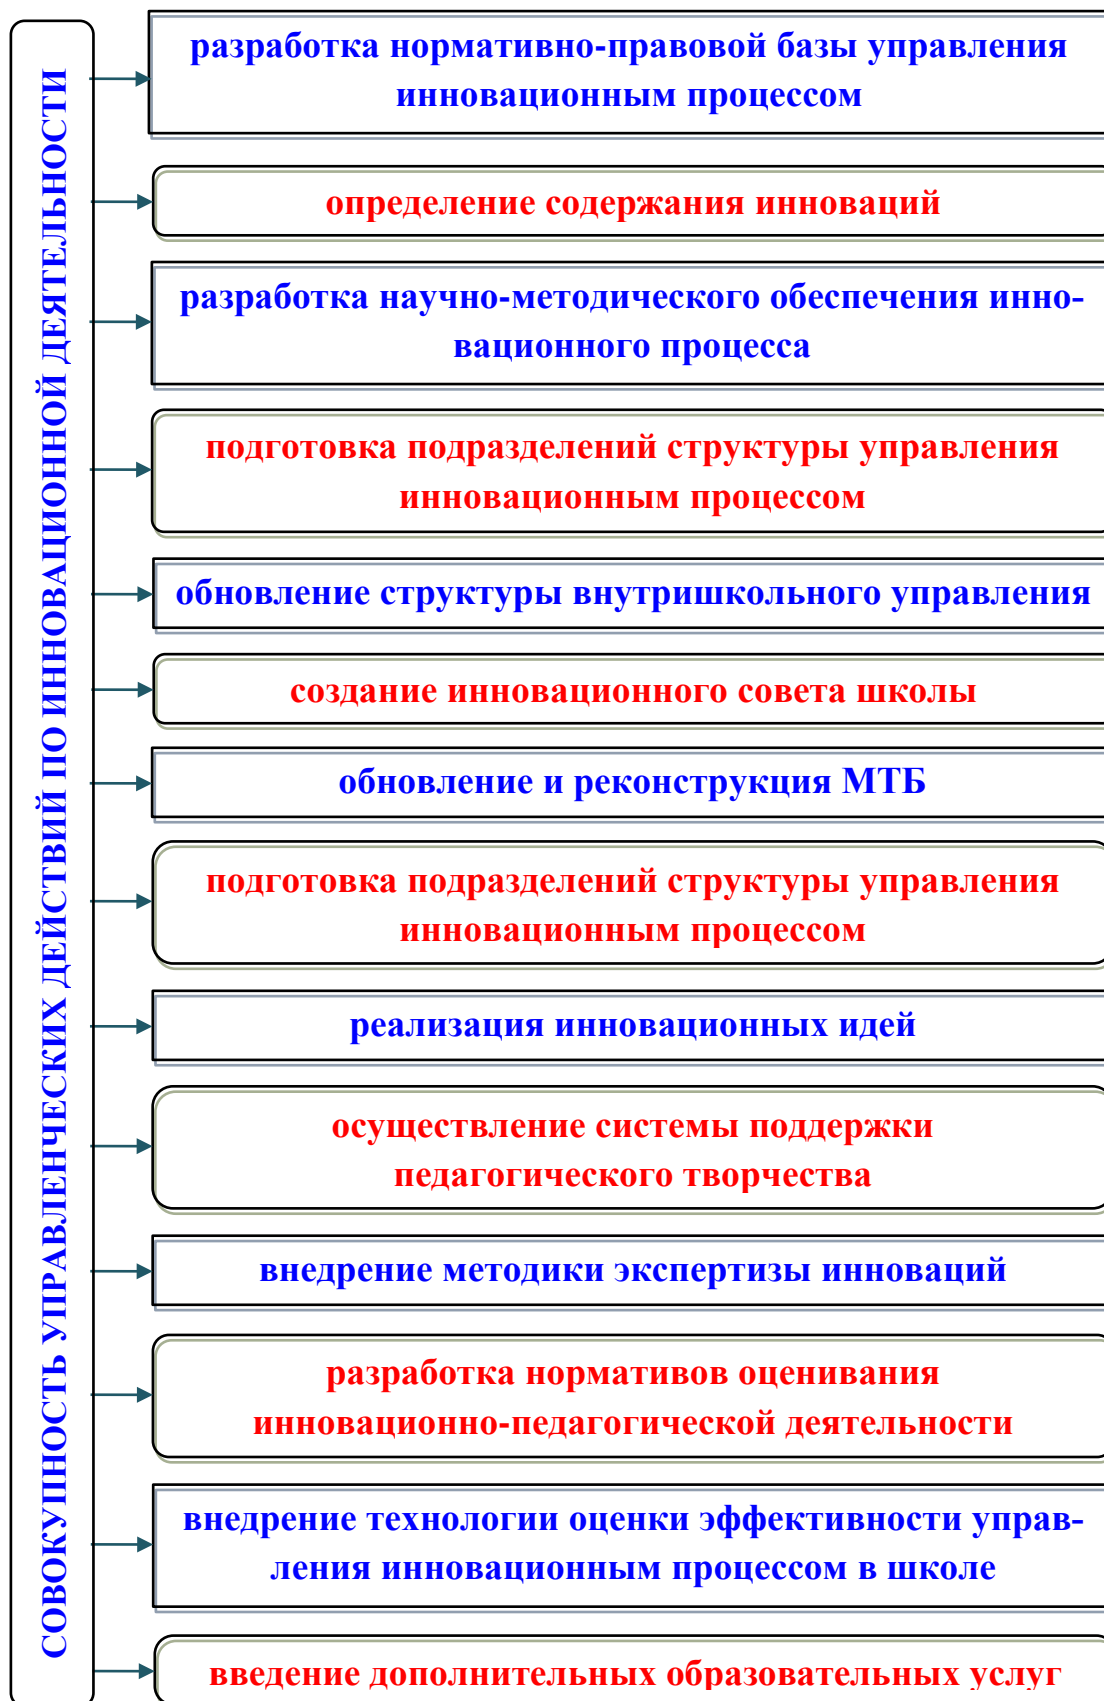 СОВОКУПНОСТЬ УПРАВЛЕНЧЕСКИХ ДЕЙСТВИЙ ПО ИННОВАЦИОННОЙ ДЕЯТЕЛЬНОСТИ
разработка нормативно-правовой базы управления
инновационным процессом
определение содержания инноваций
разработка научно-методического обеспечения инно-
вационного процесса
подготовка подразделений структуры управления
инновационным процессом
обновление структуры внутришкольного управления
создание инновационного совета школы
обновление и реконструкция МТБ
подготовка подразделений структуры управления
инновационным процессом
реализация инновационных идей
осуществление системы поддержки
педагогического творчества
внедрение методики экспертизы инноваций
разработка нормативов оценивания
инновационно-педагогической деятельности
внедрение технологии оценки эффективности управ-
ления инновационным процессом в школе
введение дополнительных образовательных услуг